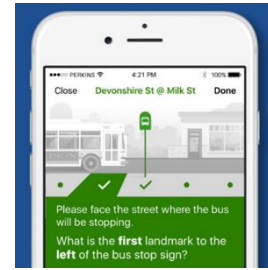 ●●●○○ PERKINS 4:21 PM 100%
Close Devonshire St @ Milk St Done
Please face the street where the bus
will be stopping.
What is the first landmark to the
left of the bus stop sign?